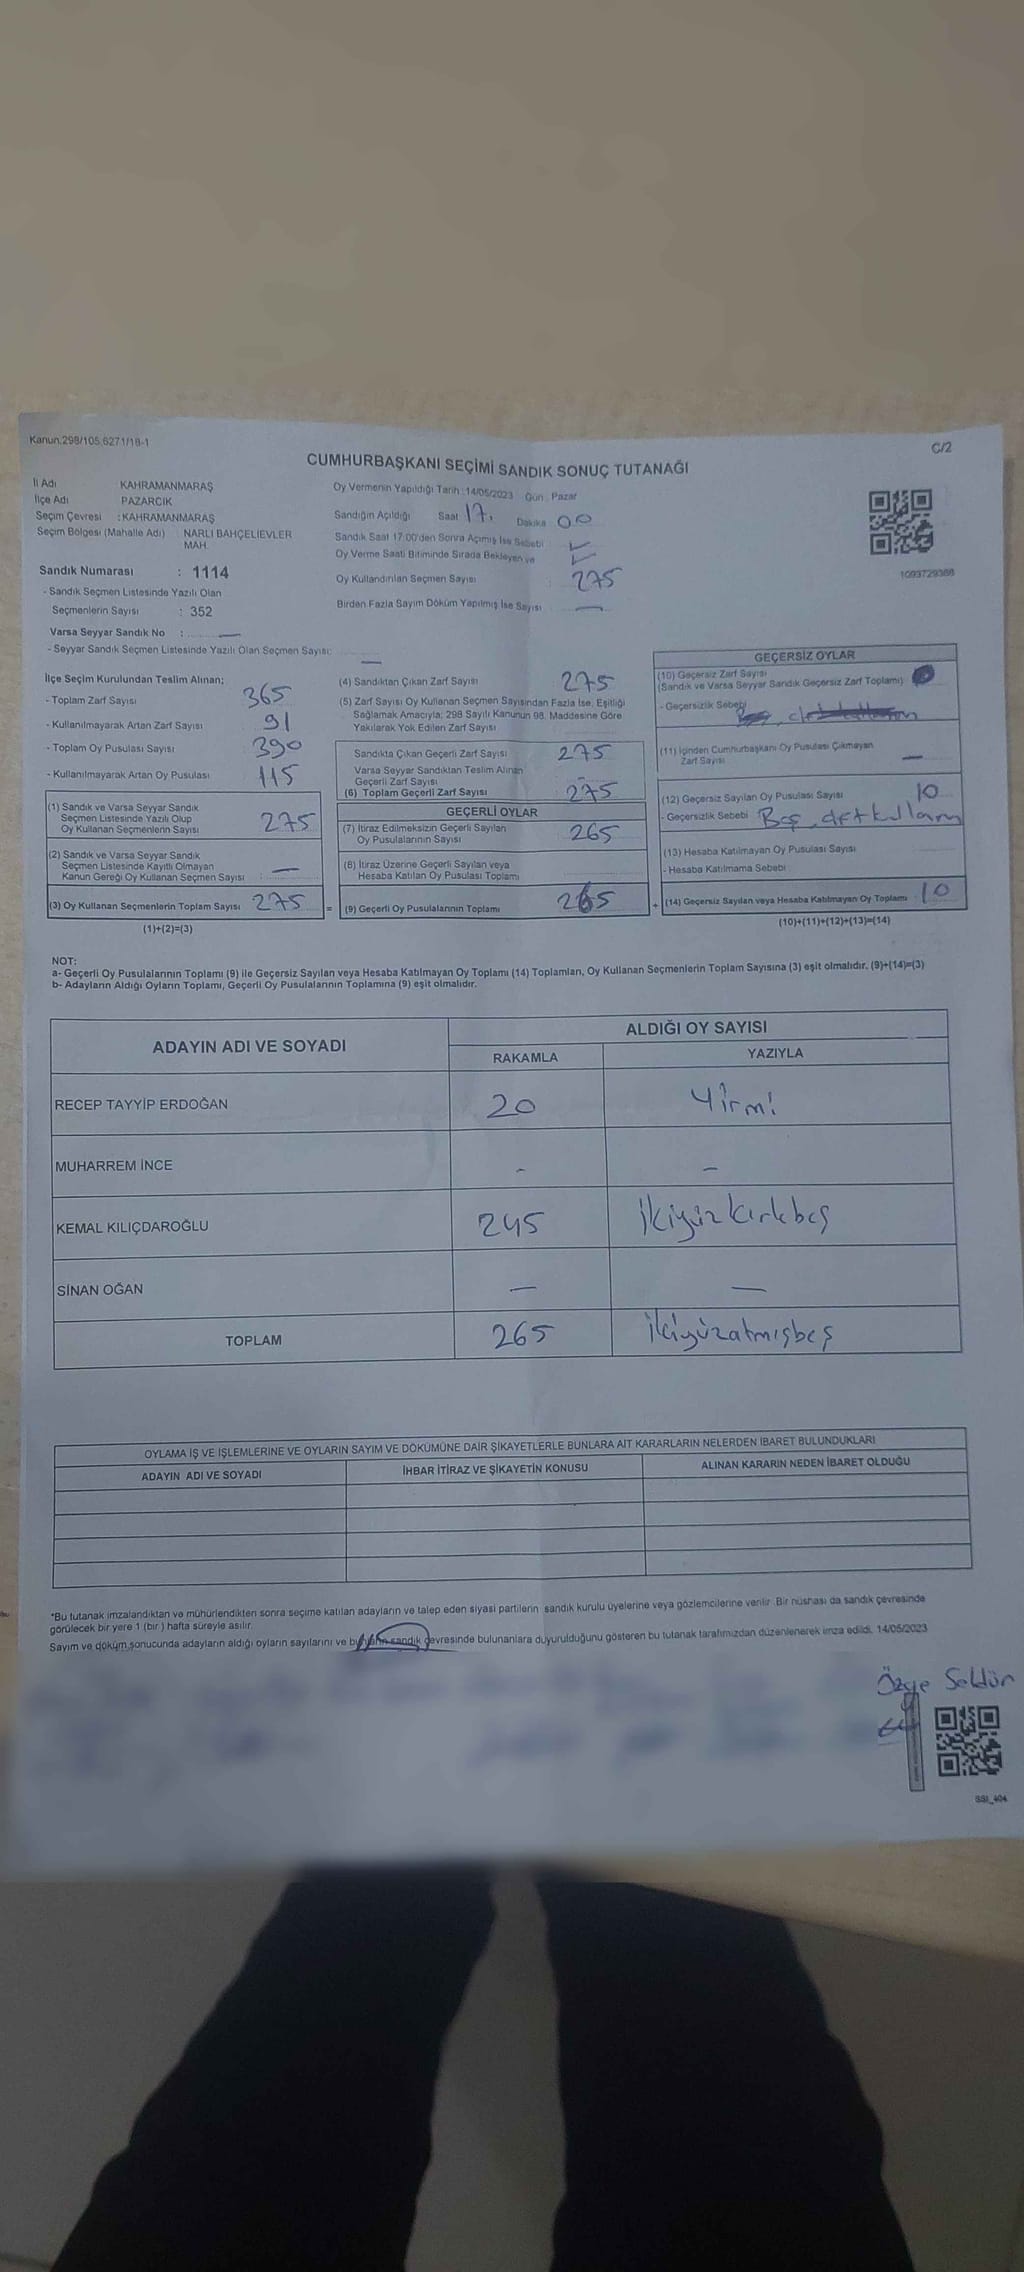 Kanun.298/105,6271/18-1
C/2
CUMHURBAŞKANI SEÇİMİ SANDIK SONUÇ TUTANAĞI
İl Adı KAHRAMANMARAŞ
İlçe Adı PAZARCIK
Seçim Çevresi : KAHRAMANMARAŞ
Seçim Bölgesi (Mahalle Adı) NARLI BAHÇELİEVLER
MAH.
Sandık Numarası : 1114
- Sandık Seçmen Listesinde Yazılı Olan
Seçmenlerin Sayısı : 352
Varsa Seyyar Sandık No : —
- Seyyar Sandık Seçmen Listesinde Yazılı Olan Seçmen Sayısı: —
Oy Vermenin Yapıldığı Tarih : 14/05/2023 Gün : Pazar
Sandığın Açıldığı Saat 17. Dakika 00
Sandık Saat 17:00'den Sonra Açılmış İse Sebebi
Oy Verme Saati Bitiminde Sırada Bekleyen ve
Oy Kullandırılan Seçmen Sayısı 275
Birden Fazla Sayım Döküm Yapılmış İse Sayısı —
1093729388
İlçe Seçim Kurulundan Teslim Alınan;
- Toplam Zarf Sayısı 365
- Kullanılmayarak Artan Zarf Sayısı 91
- Toplam Oy Pusulası Sayısı 390
- Kullanılmayarak Artan Oy Pusulası 115
(1) Sandık ve Varsa Seyyar Sandık
Seçmen Listesinde Yazılı Olup
Oy Kullanan Seçmenlerin Sayısı 275
(2) Sandık ve Varsa Seyyar Sandık
Seçmen Listesinde Kayıtlı Olmayan
Kanun Gereği Oy Kullanan Seçmen Sayısı —
(3) Oy Kullanan Seçmenlerin Toplam Sayısı 275 =
(1)+(2)=(3)
(4) Sandıktan Çıkan Zarf Sayısı 275
(5) Zarf Sayısı Oy Kullanan Seçmen Sayısından Fazla İse, Eşitliği
Sağlamak Amacıyla; 298 Sayılı Kanunun 98. Maddesine Göre
Yakılarak Yok Edilen Zarf Sayısı
Sandıkta Çıkan Geçerli Zarf Sayısı 275
Varsa Seyyar Sandıktan Teslim Alınan
Geçerli Zarf Sayısı -
(6) Toplam Geçerli Zarf Sayısı 275
GEÇERLİ OYLAR
(7) İtiraz Edilmeksizin Geçerli Sayılan
Oy Pusulalarının Sayısı 265
(8) İtiraz Üzerine Geçerli Sayılan veya
Hesaba Katılan Oy Pusulası Toplamı
(9) Geçerli Oy Pusulalarının Toplamı 265 +
GEÇERSİZ OYLAR
(10) Geçersiz Zarf Sayısı
(Sandık ve Varsa Seyyar Sandık Geçersiz Zarf Toplamı)
- Geçersizlik Sebebi
(11) İçinden Cumhurbaşkanı Oy Pusulası Çıkmayan
Zarf Sayısı —
(12) Geçersiz Sayılan Oy Pusulası Sayısı 10
- Geçersizlik Sebebi Boş,
(13) Hesaba Katılmayan Oy Pusulası Sayısı
- Hesaba Katılmama Sebebi
(14) Geçersiz Sayılan veya Hesaba Katılmayan Oy Toplamı 10
(10)+(11)+(12)+(13)=(14)
NOT:
a- Geçerli Oy Pusulalarının Toplamı (9) ile Geçersiz Sayılan veya Hesaba Katılmayan Oy Toplamı (14) Toplamları, Oy Kullanan Seçmenlerin Toplam Sayısına (3) eşit olmalıdır. (9)+(14)=(3)
b- Adayların Aldığı Oyların Toplamı, Geçerli Oy Pusulalarının Toplamına (9) eşit olmalıdır.
ADAYIN ADI VE SOYADI ALDIĞI OY SAYISI
RAKAMLA YAZIYLA
RECEP TAYYİP ERDOĞAN 20 Yirmi
MUHARREM İNCE - —
KEMAL KILIÇDAROĞLU 245 ikiyüzkırkbeş
SİNAN OĞAN — —
TOPLAM 265 ikiyüzatmışbeş
OYLAMA İŞ VE İŞLEMLERİNE VE OYLARIN SAYIM VE DÖKÜMÜNE DAİR ŞİKAYETLERLE BUNLARA AİT KARARLARIN NELERDEN İBARET BULUNDUKLARI
ADAYIN ADI VE SOYADI İHBAR İTİRAZ VE ŞİKAYETİN KONUSU ALINAN KARARIN NEDEN İBARET OLDUĞU
*Bu tutanak imzalandıktan ve mühürlendikten sonra seçime katılan adayların ve talep eden siyasi partilerin sandık kurulu üyelerine veya gözlemcilerine verilir. Bir nüshası da sandık çevresinde
görülecek bir yere 1 (bir ) hafta süreyle asılır.
Sayım ve döküm sonucunda adayların aldığı oyların sayılarını ve bunların sandık çevresinde bulunanlara duyurulduğunu gösteren bu tutanak tarafımızdan düzenlenerek imza edildi. 14/05/2023
Özge
SSI_404